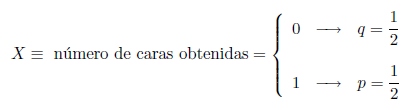 0 ⟶ q = 1/2
X ≡ número de caras obtenidas = {
1 ⟶ p = 1/2